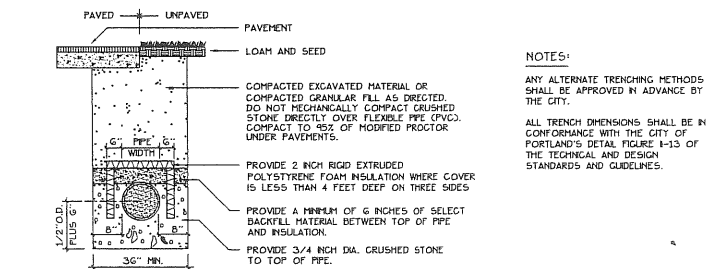 PAVED
UNPAVED
PAVEMENT
LOAM AND SEED
COMPACTED EXCAVATED MATERIAL OR
COMPACTED GRANULAR FILL AS DIRECTED.
DO NOT MECHANICALLY COMPACT CRUSHED
STONE DIRECTLY OVER FLEXIBLE PIPE (PVC).
COMPACT TO 95% OF MODIFIED PROCTOR
UNDER PAVEMENTS.
6" PIPE 6"
WIDTH
PROVIDE 2 INCH RIGID EXTRUDED
POLYSTYRENE FOAM INSULATION WHERE COVER
IS LESS THAN 4 FEET DEEP ON THREE SIDES
PROVIDE A MINIMUM OF 6 INCHES OF SELECT
BACKFILL MATERIAL BETWEEN TOP OF PIPE
AND INSULATION.
1/2"O.D.
PLUS 6"
8"
8"
PROVIDE 3/4 INCH DIA. CRUSHED STONE
TO TOP OF PIPE.
36" MIN.
NOTES:
ANY ALTERNATE TRENCHING METHODS
SHALL BE APPROVED IN ADVANCE BY
THE CITY.
ALL TRENCH DIMENSIONS SHALL BE IN
CONFORMANCE WITH THE CITY OF
PORTLAND'S DETAIL FIGURE II-13 OF
THE TECHNICAL AND DESIGN
STANDARDS AND GUIDELINES.